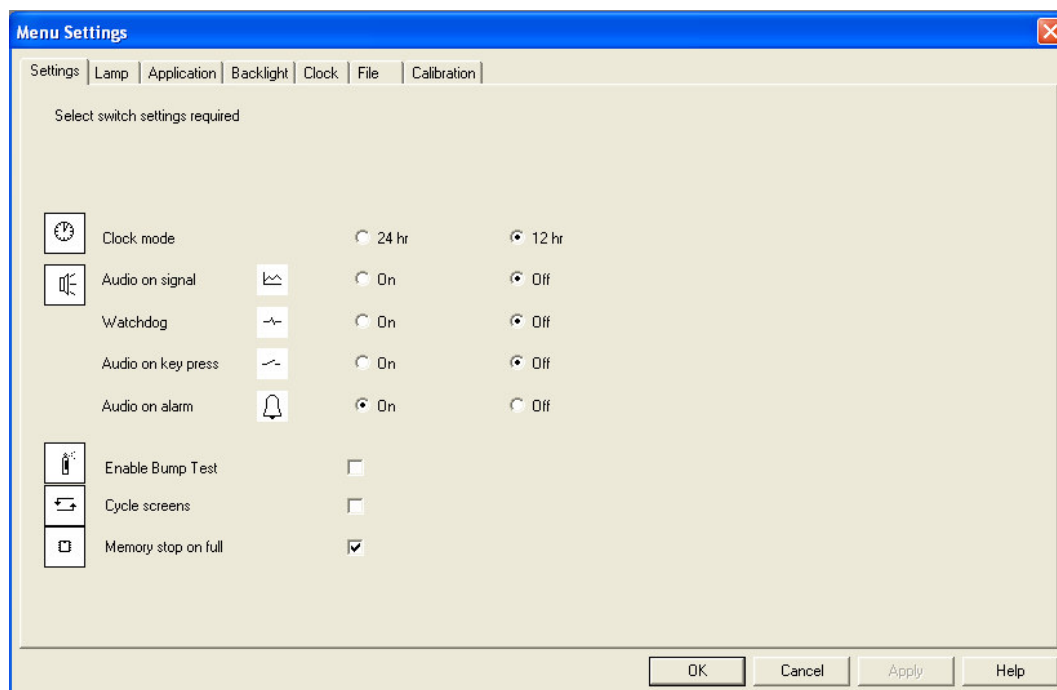 Menu Settings
Settings Lamp Application Backlight Clock File Calibration
Select switch settings required
Clock mode 24 hr 12 hr
Audio on signal On Off
Watchdog On Off
Audio on key press On Off
Audio on alarm On Off
Enable Bump Test
Cycle screens
Memory stop on full
OK Cancel Apply Help